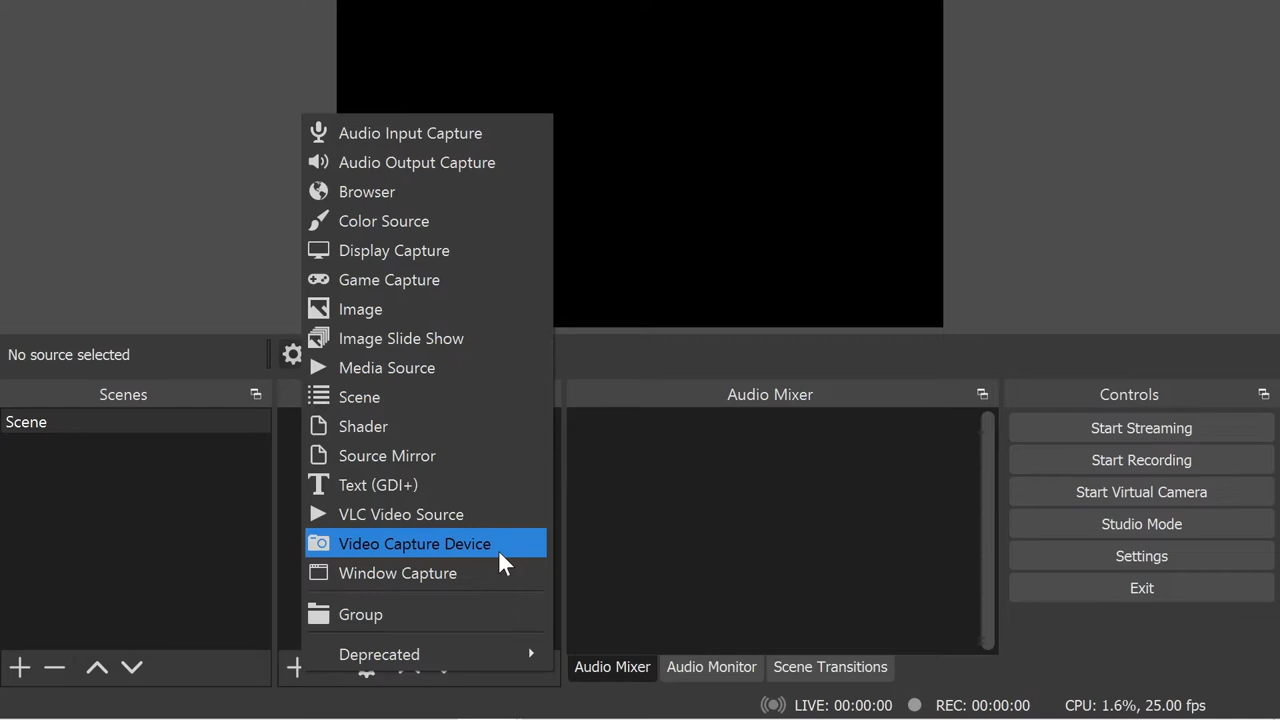 Audio Input Capture
Audio Output Capture
Browser
Color Source
Display Capture
Game Capture
Image
Image Slide Show
Media Source
Scene
Shader
Source Mirror
Text (GDI+)
VLC Video Source
Video Capture Device
Window Capture
Group
Deprecated
No source selected
Scenes
Scene
Audio Mixer
Audio Mixer Audio Monitor Scene Transitions
Controls
Start Streaming
Start Recording
Start Virtual Camera
Studio Mode
Settings
Exit
LIVE: 00:00:00 REC: 00:00:00 CPU: 1.6%, 25.00 fps